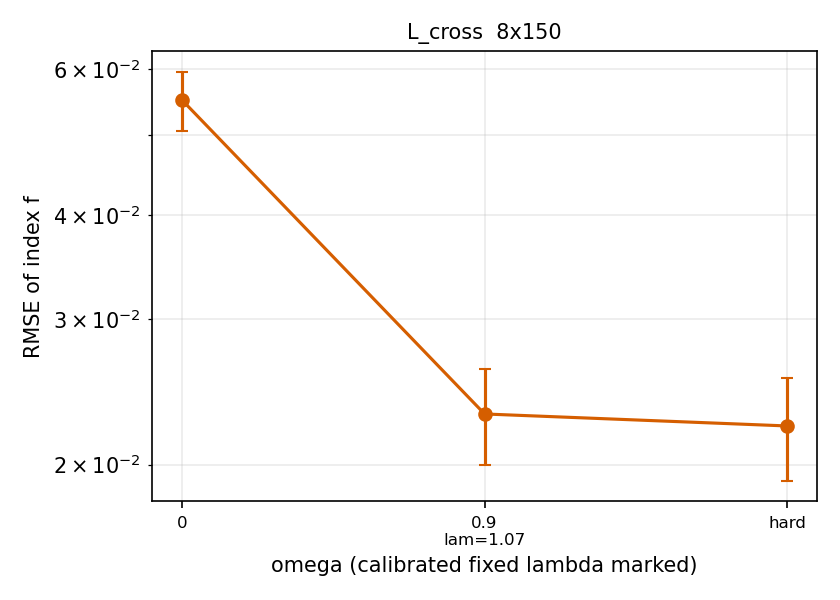 L_cross  8x150
6 × 10⁻²
4 × 10⁻²
3 × 10⁻²
2 × 10⁻²
RMSE of index f
0
0.9
lam=1.07
hard
omega (calibrated fixed lambda marked)